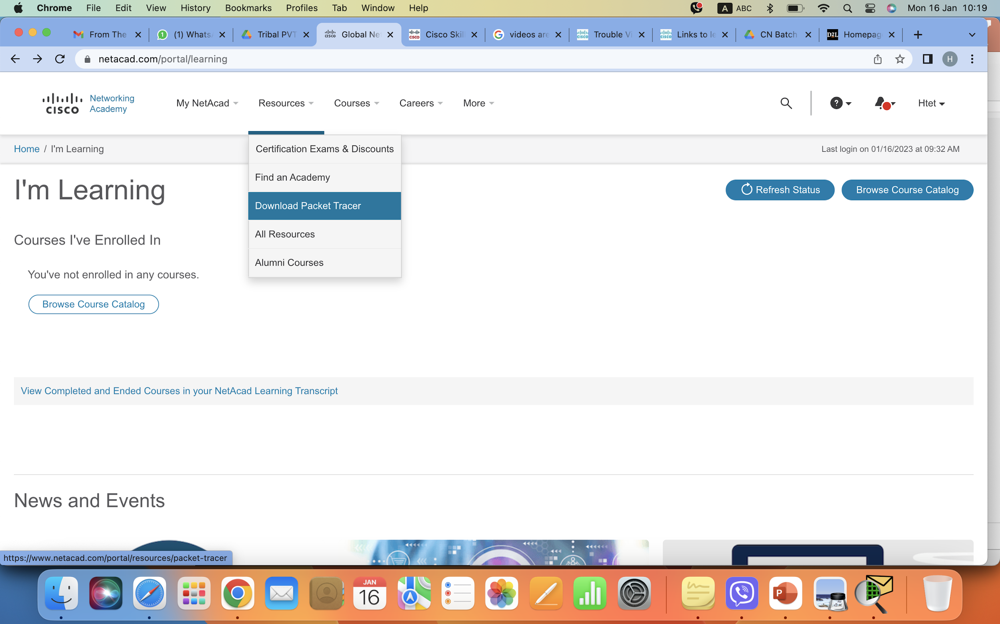 Chrome File Edit View History Bookmarks Profiles Tab Window Help A ABC Mon 16 Jan 10:19
From The (1) Whats Tribal PVT Global Ne Cisco Skil videos are Trouble Vi Links to le CN Batch D2L Homepag
netacad.com/portal/learning H
CISCO Networking Academy My NetAcad Resources Courses Careers More ? Htet
Home / I'm Learning Last login on 01/16/2023 at 09:32 AM
Certification Exams & Discounts
Find an Academy
Download Packet Tracer
All Resources
Alumni Courses
I'm Learning Refresh Status Browse Course Catalog
Courses I've Enrolled In
You've not enrolled in any courses.
Browse Course Catalog
View Completed and Ended Courses in your NetAcad Learning Transcript
News and Events
https://www.netacad.com/portal/resources/packet-tracer
JAN
16
P